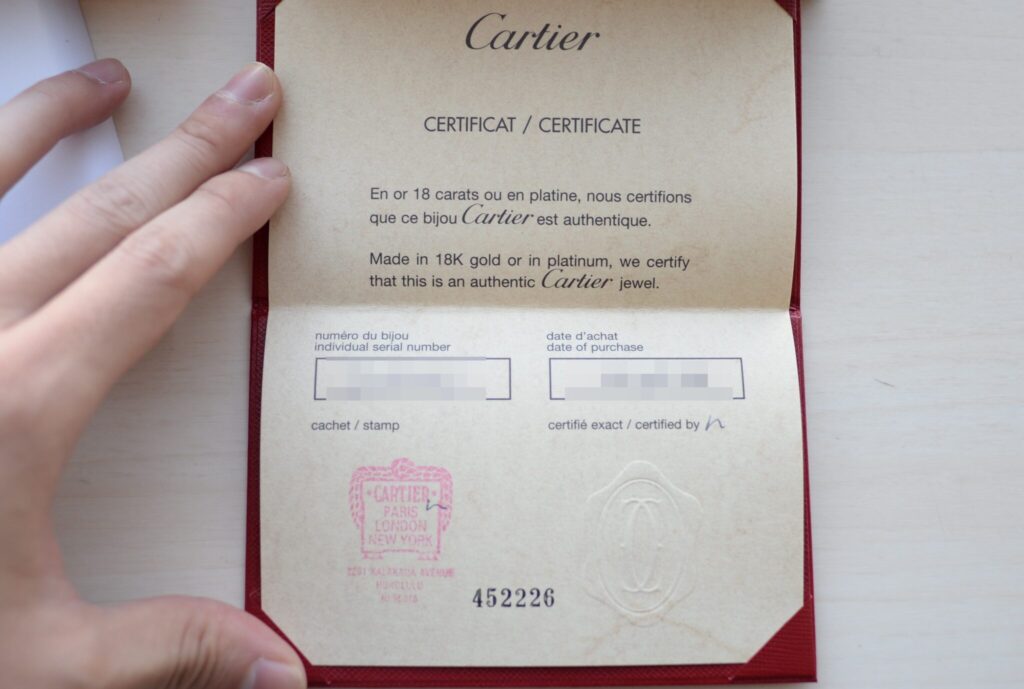 Cartier
CERTIFICAT / CERTIFICATE
En or 18 carats ou en platine, nous certifions
que ce bijou Cartier est authentique.
Made in 18K gold or in platinum, we certify
that this is an authentic Cartier jewel.
numéro du bijou
individual serial number
date d'achat
date of purchase
cachet / stamp
certifié exact / certified by
CARTIER
PARIS
LONDON
NEW YORK
KALAKAUA AVENUE
HONOLULU
452226